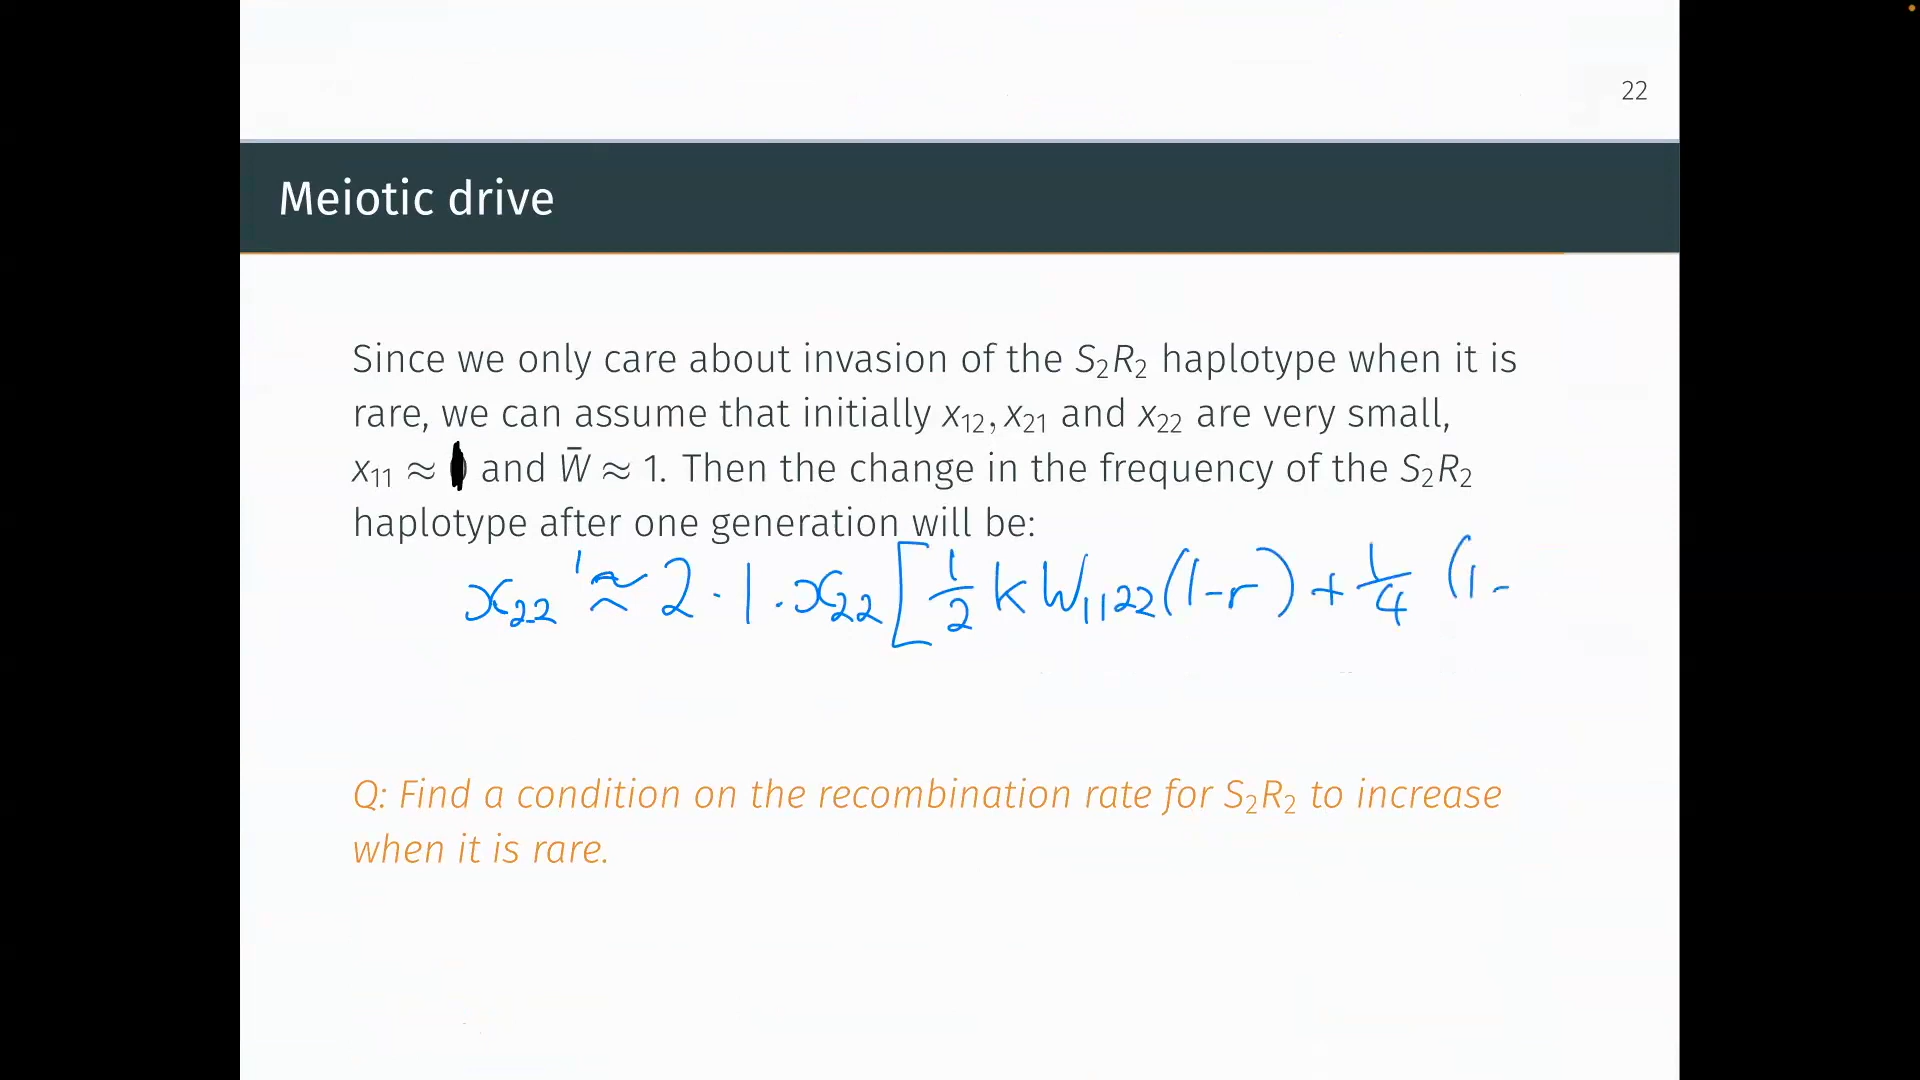 22
Meiotic drive
Since we only care about invasion of the S₂R₂ haplotype when it is
rare, we can assume that initially x₁₂, x₂₁ and x₂₂ are very small,
x₁₁ ≈ 1 and W̄ ≈ 1. Then the change in the frequency of the S₂R₂
haplotype after one generation will be:
x₂₂' ≈ 2 · 1 · x₂₂ [ 1/2 k W₁₁₂₂ (1-r) + 1/4 (1 -
Q: Find a condition on the recombination rate for S₂R₂ to increase
when it is rare.